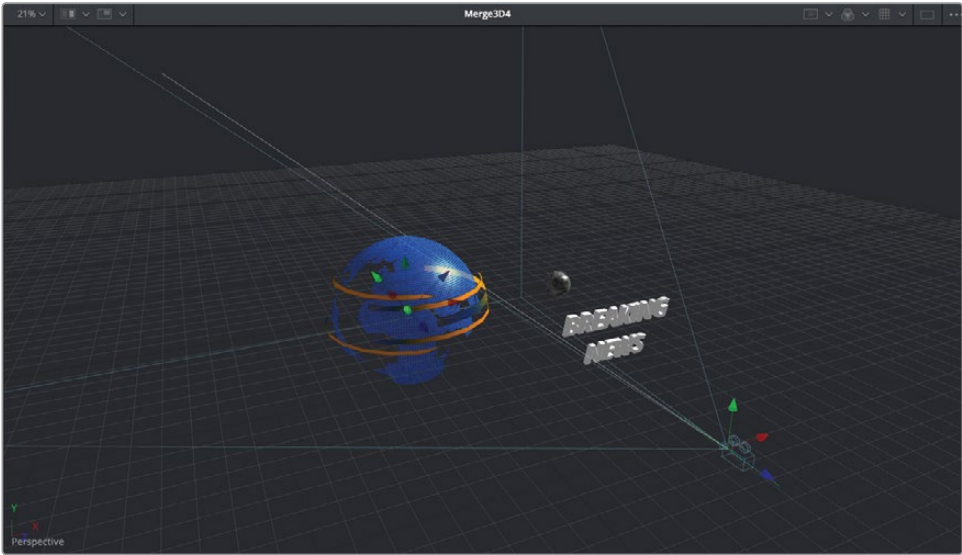 21%
Merge3D4
BREAKING
NEWS
Y
X
Perspective